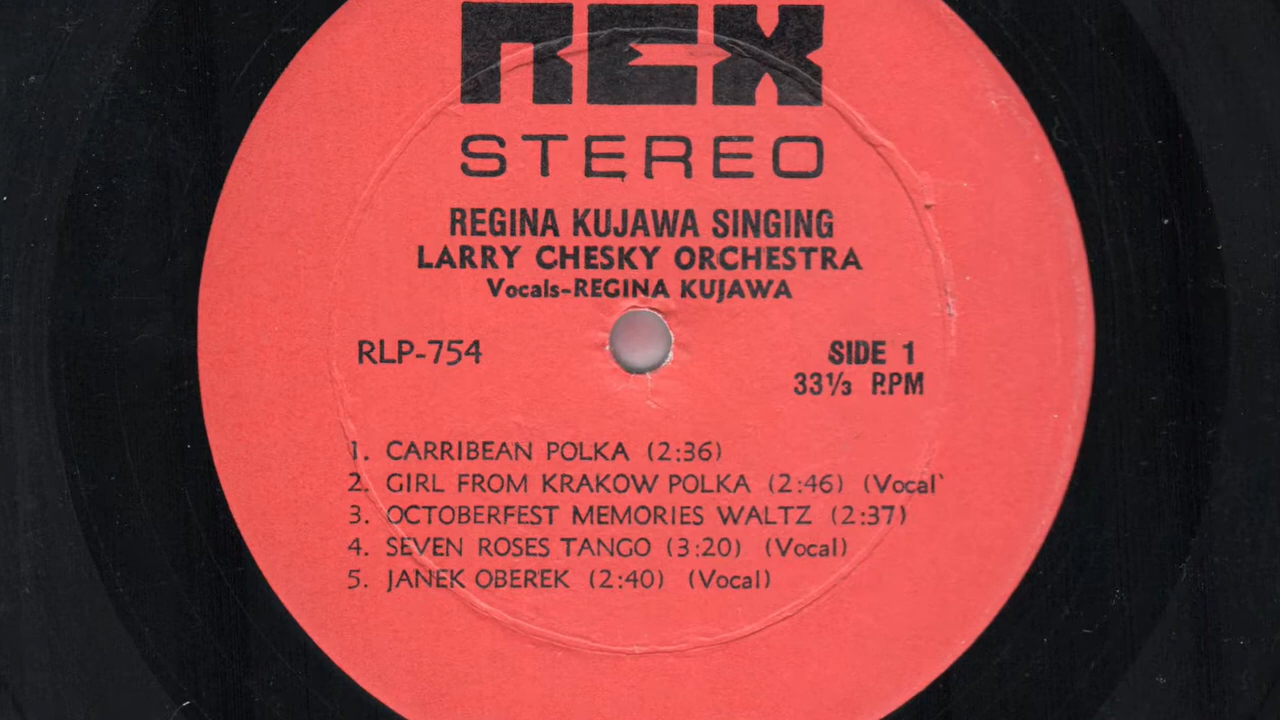 REX
STEREO
REGINA KUJAWA SINGING
LARRY CHESKY ORCHESTRA
Vocals-REGINA KUJAWA
RLP-754
SIDE 1
33⅓ RPM
1. CARRIBEAN POLKA (2:36)
2. GIRL FROM KRAKOW POLKA (2:46) (Vocal)
3. OCTOBERFEST MEMORIES WALTZ (2:37)
4. SEVEN ROSES TANGO (3:20) (Vocal)
5. JANEK OBEREK (2:40) (Vocal)